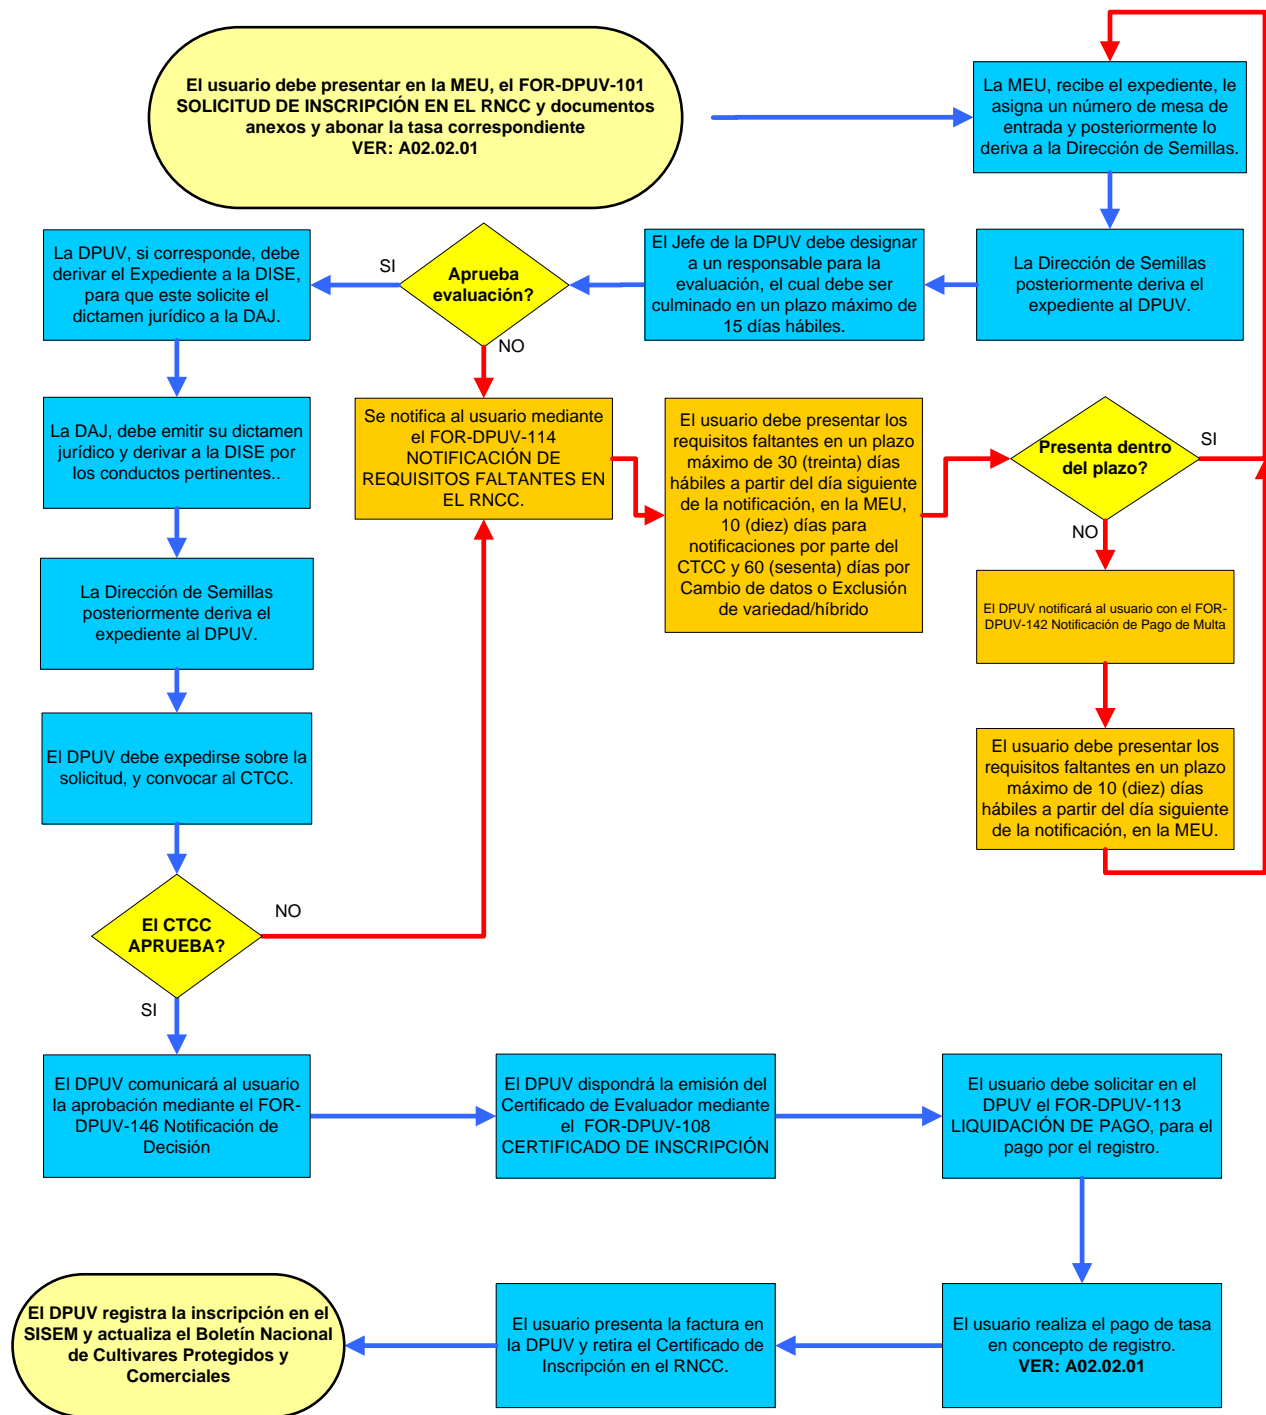 El usuario debe presentar en la MEU, el FOR-DPUV-101
SOLICITUD DE INSCRIPCIÓN EN EL RNCC y documentos
anexos y abonar la tasa correspondiente
VER: A02.02.01
La MEU, recibe el expediente, le
asigna un número de mesa de
entrada y posteriormente lo
deriva a la Dirección de Semillas.
La Dirección de Semillas
posteriormente deriva el
expediente al DPUV.
El Jefe de la DPUV debe designar
a un responsable para la
evaluación, el cual debe ser
culminado en un plazo máximo de
15 días hábiles.
Aprueba
evaluación?
SI
NO
La DPUV, si corresponde, debe
derivar el Expediente a la DISE,
para que este solicite el
dictamen jurídico a la DAJ.
La DAJ, debe emitir su dictamen
jurídico y derivar a la DISE por
los conductos pertinentes..
Se notifica al usuario mediante
el FOR-DPUV-114
NOTIFICACIÓN DE
REQUISITOS FALTANTES EN
EL RNCC.
El usuario debe presentar los
requisitos faltantes en un plazo
máximo de 30 (treinta) días
hábiles a partir del día siguiente
de la notificación, en la MEU,
10 (diez) días para
notificaciones por parte del
CTCC y 60 (sesenta) días por
Cambio de datos o Exclusión
de variedad/híbrido
Presenta dentro
del plazo?
SI
NO
El DPUV notificará al usuario con el FOR-
DPUV-142 Notificación de Pago de Multa
El usuario debe presentar los
requisitos faltantes en un plazo
máximo de 10 (diez) días
hábiles a partir del día siguiente
de la notificación, en la MEU.
La Dirección de Semillas
posteriormente deriva el
expediente al DPUV.
El DPUV debe expedirse sobre la
solicitud, y convocar al CTCC.
El CTCC
APRUEBA?
NO
SI
El DPUV comunicará al usuario
la aprobación mediante el FOR-
DPUV-146 Notificación de
Decisión
El DPUV dispondrá la emisión del
Certificado de Evaluador mediante
el  FOR-DPUV-108
CERTIFICADO DE INSCRIPCIÓN
El usuario debe solicitar en el
DPUV el FOR-DPUV-113
LIQUIDACIÓN DE PAGO, para el
pago por el registro.
El usuario realiza el pago de tasa
en concepto de registro.
VER: A02.02.01
El usuario presenta la factura en
la DPUV y retira el Certificado de
Inscripción en el RNCC.
El DPUV registra la inscripción en el
SISEM y actualiza el Boletín Nacional
de Cultivares Protegidos y
Comerciales